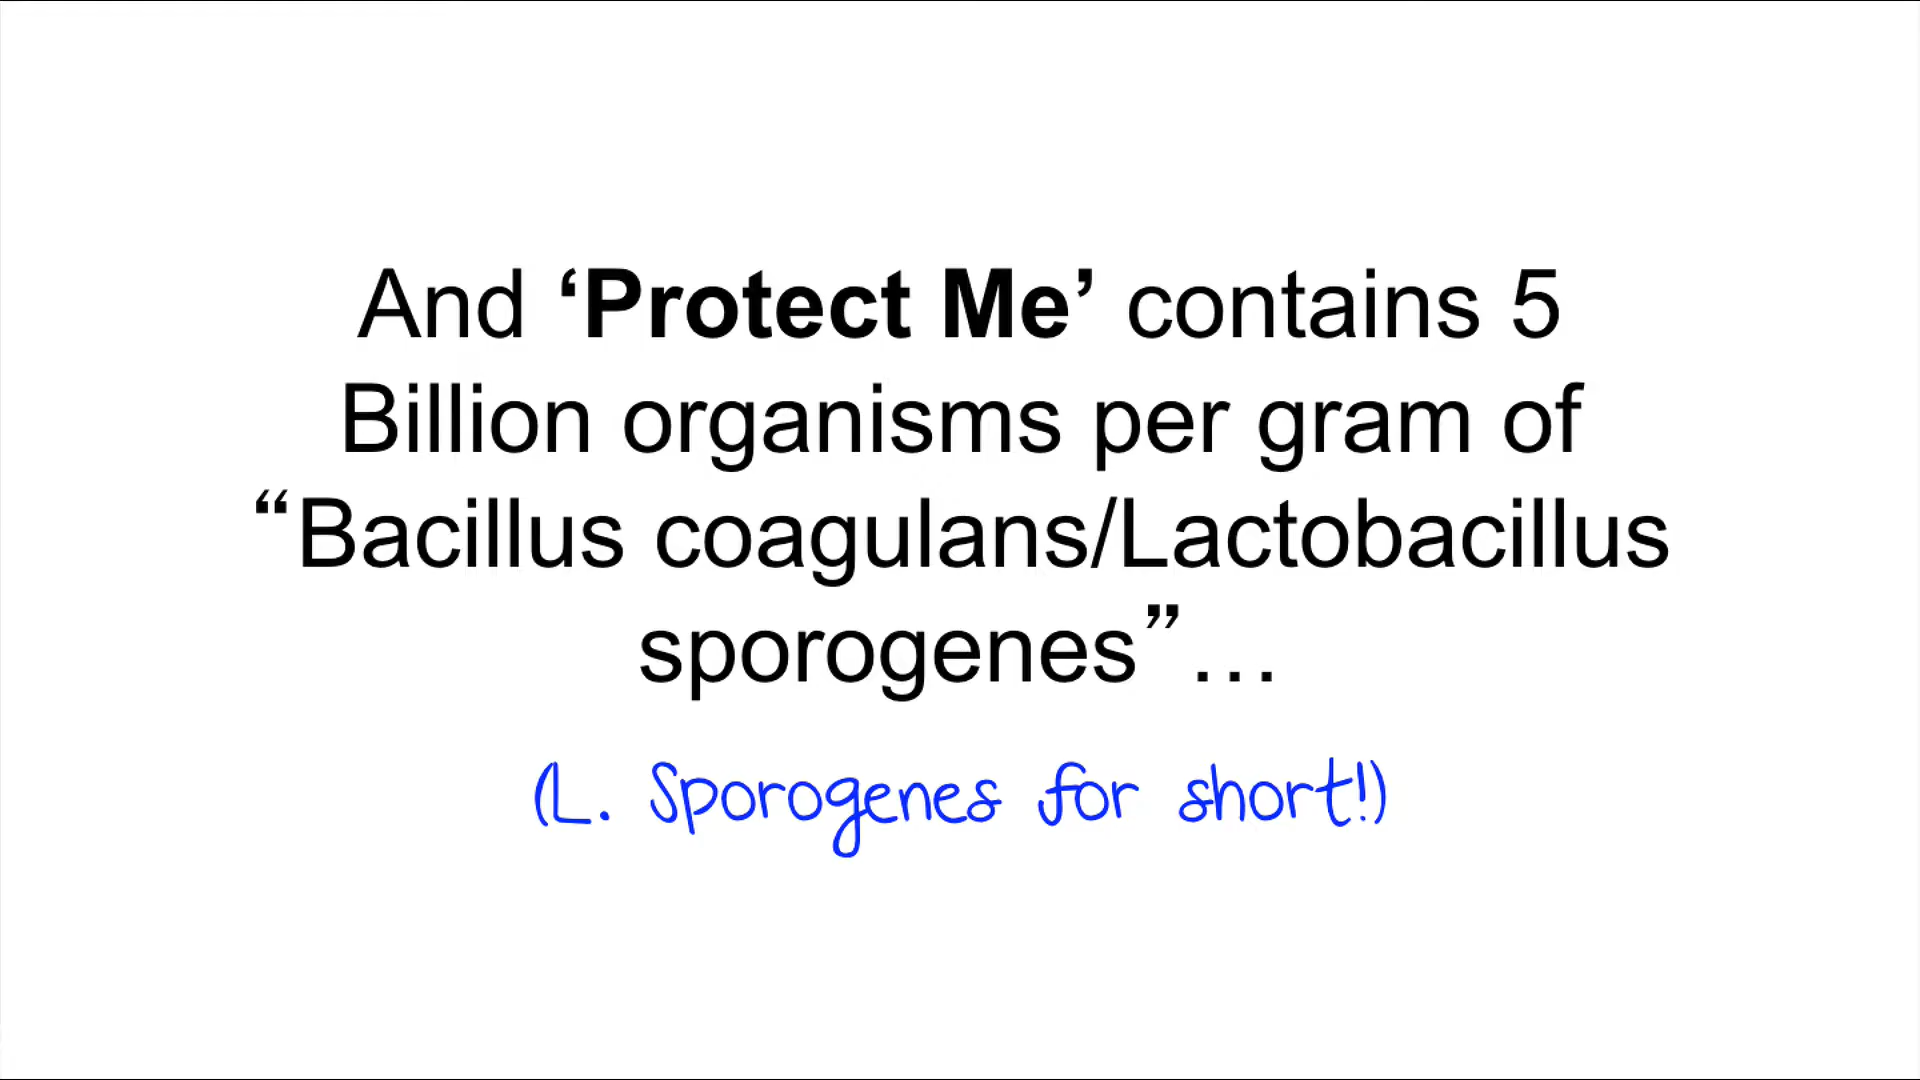 And ‘Protect Me’ contains 5
Billion organisms per gram of
“Bacillus coagulans/Lactobacillus
sporogenes”…
(L. Sporogenes for short!)